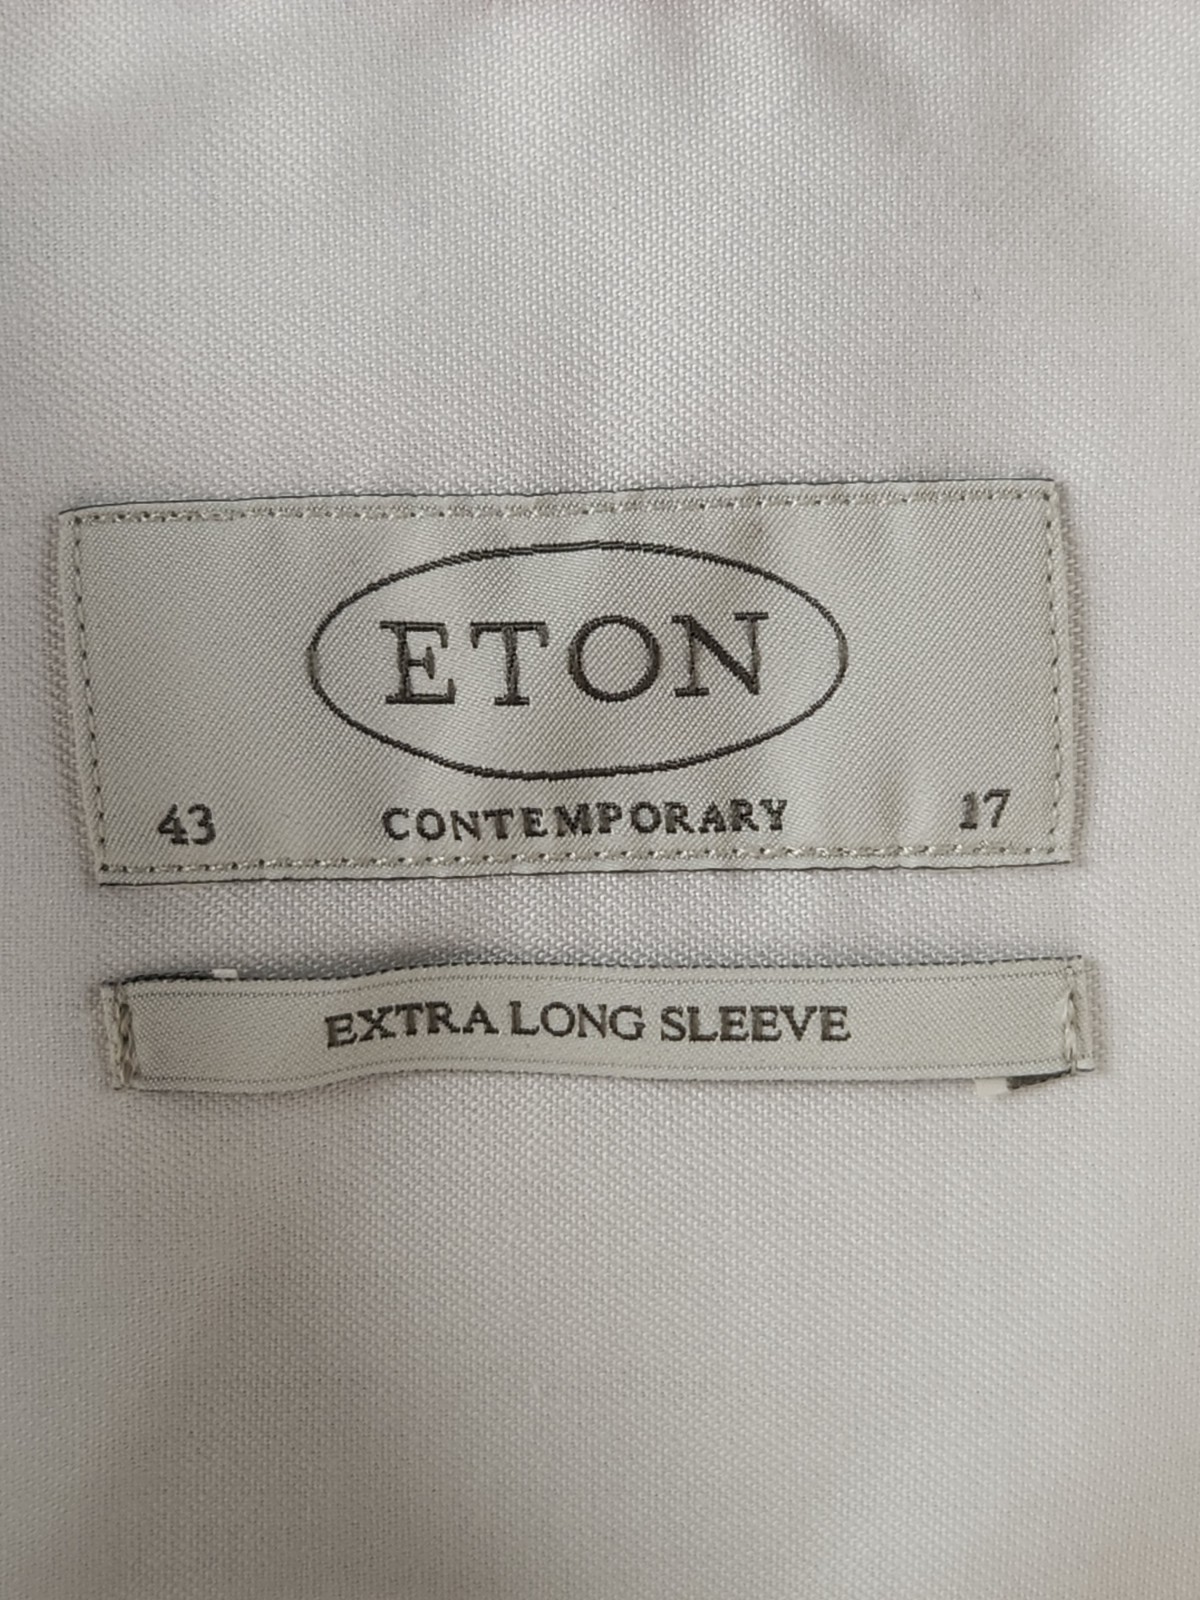 ETON
43 CONTEMPORARY 17
EXTRA LONG SLEEVE